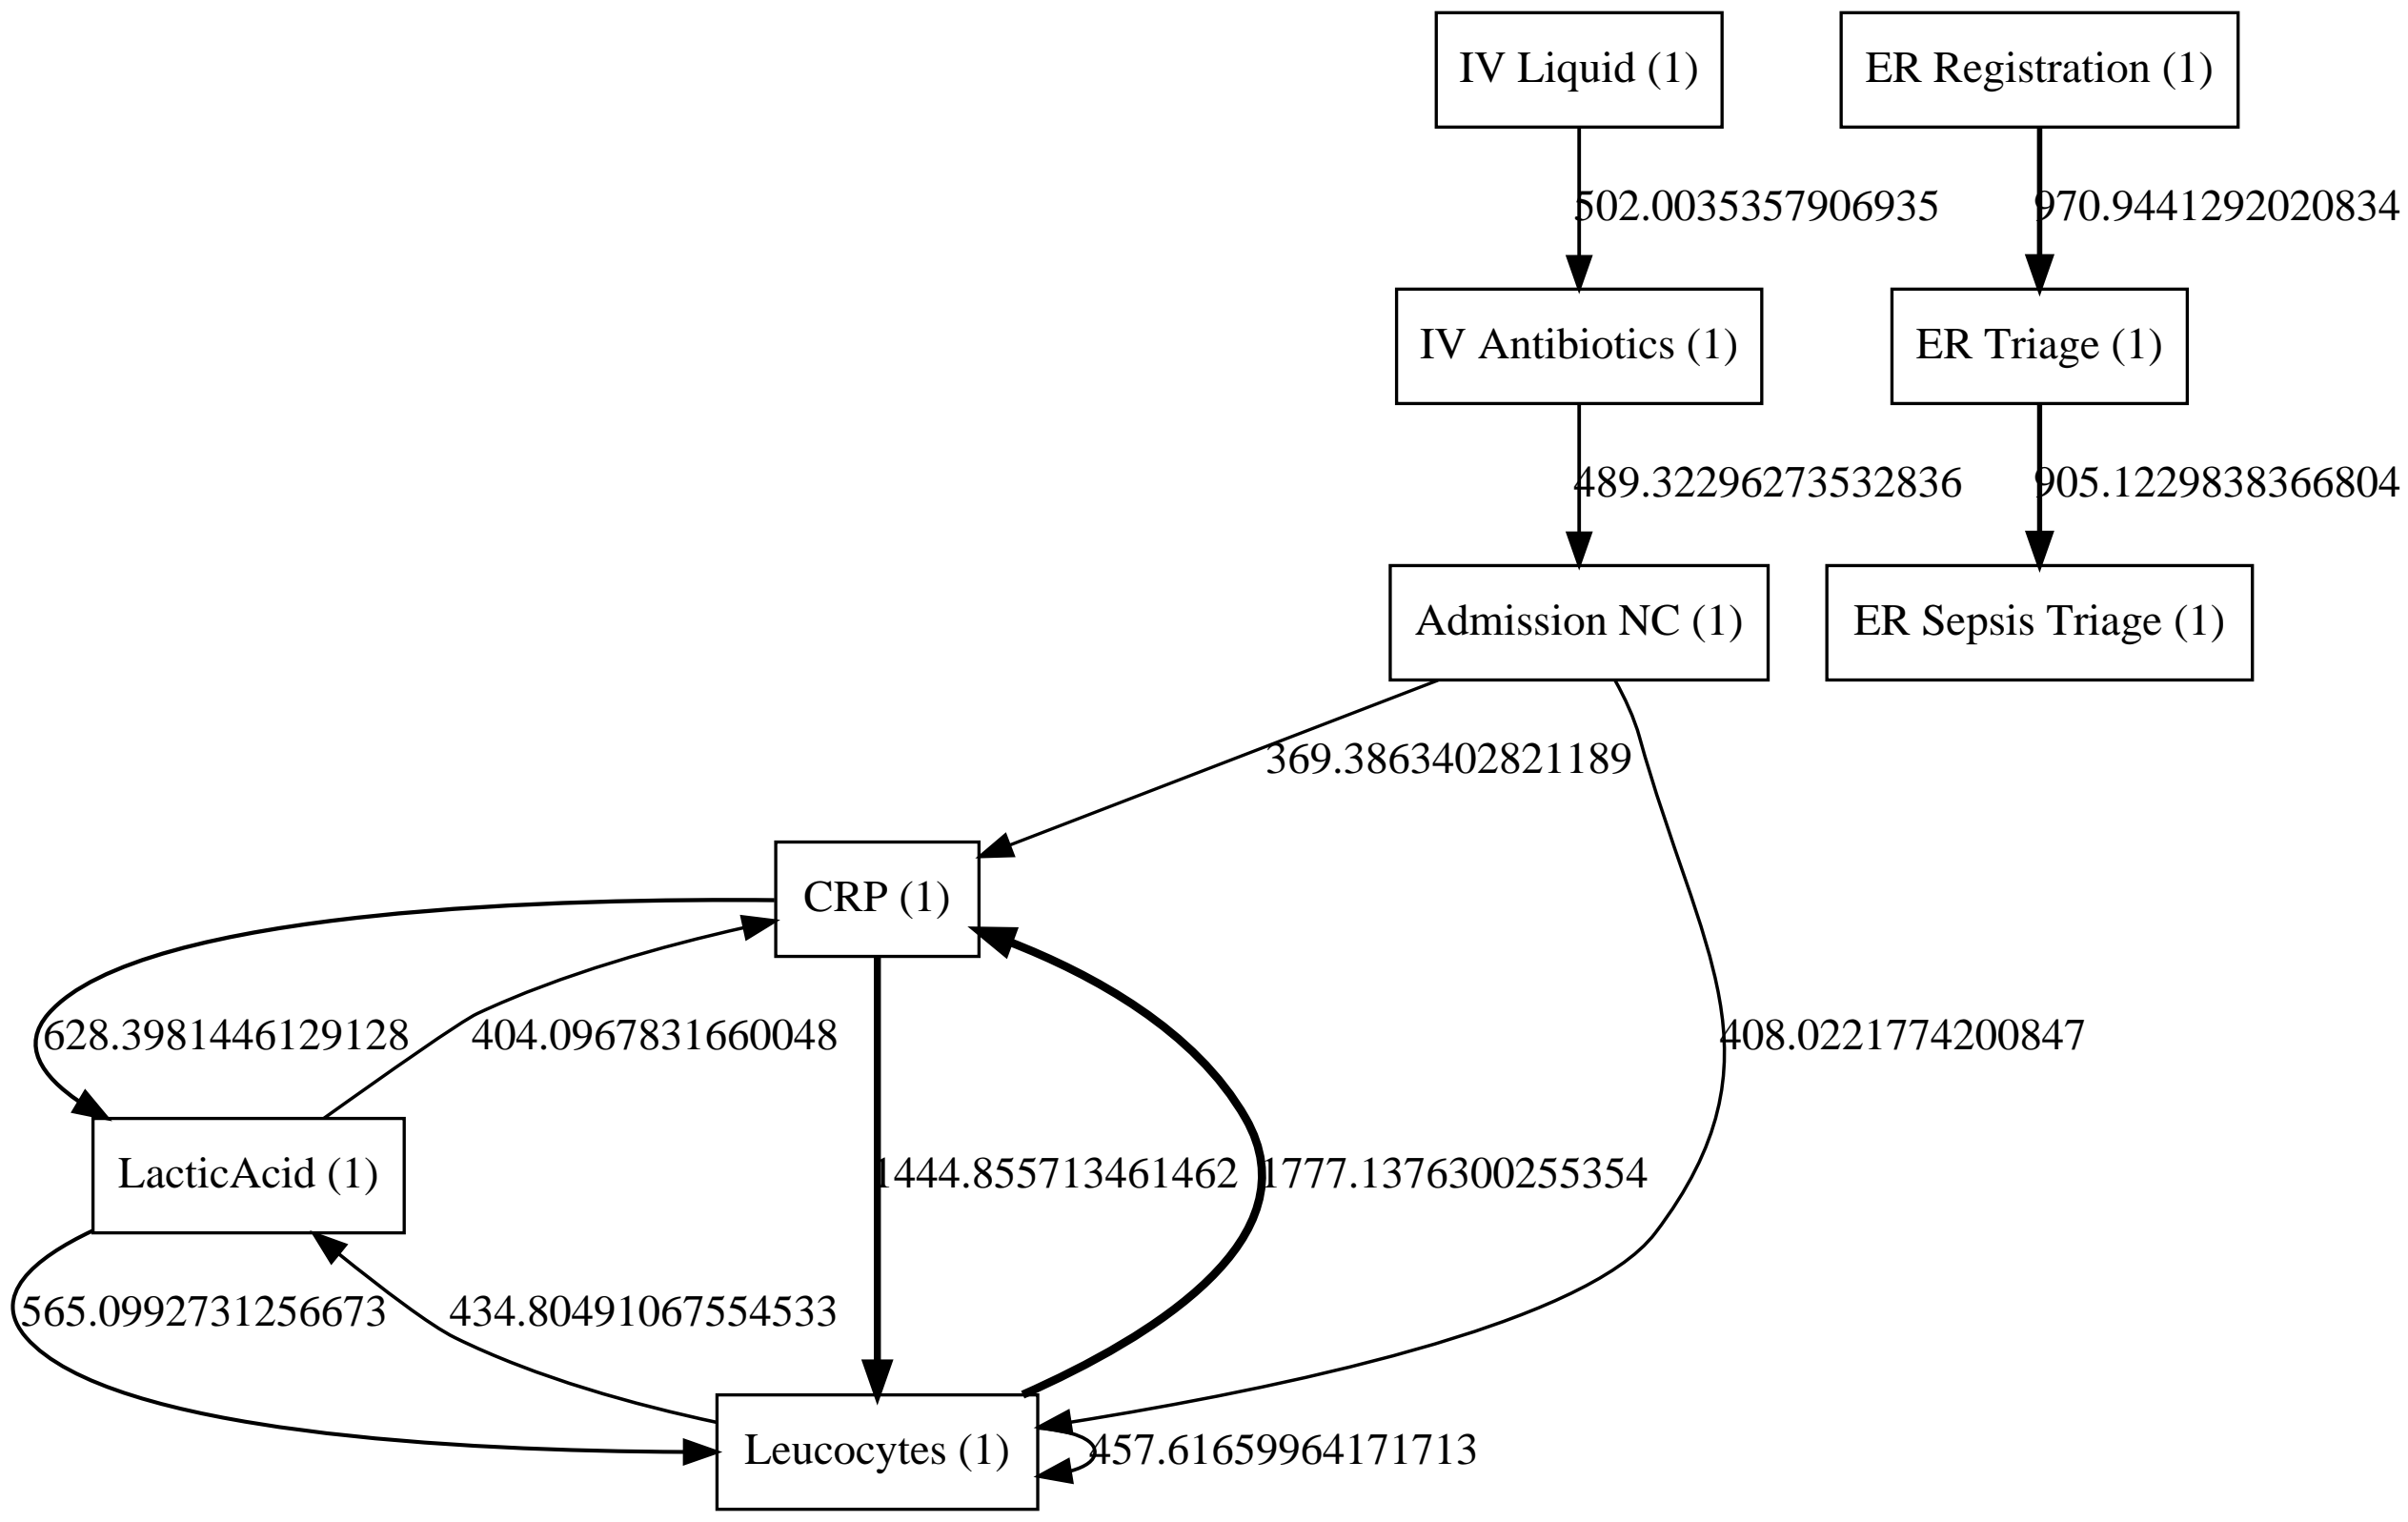 IV Liquid (1)
ER Registration (1)
502.0035357906935
970.9441292020834
IV Antibiotics (1)
ER Triage (1)
489.32296273532836
905.1229838366804
Admission NC (1)
ER Sepsis Triage (1)
369.3863402821189
CRP (1)
628.3981446129128
404.0967831660048
408.0221774200847
LacticAcid (1)
1444.855713461462
1777.1376300255354
565.0992731256673
434.80491067554533
Leucocytes (1)
457.61659964171713